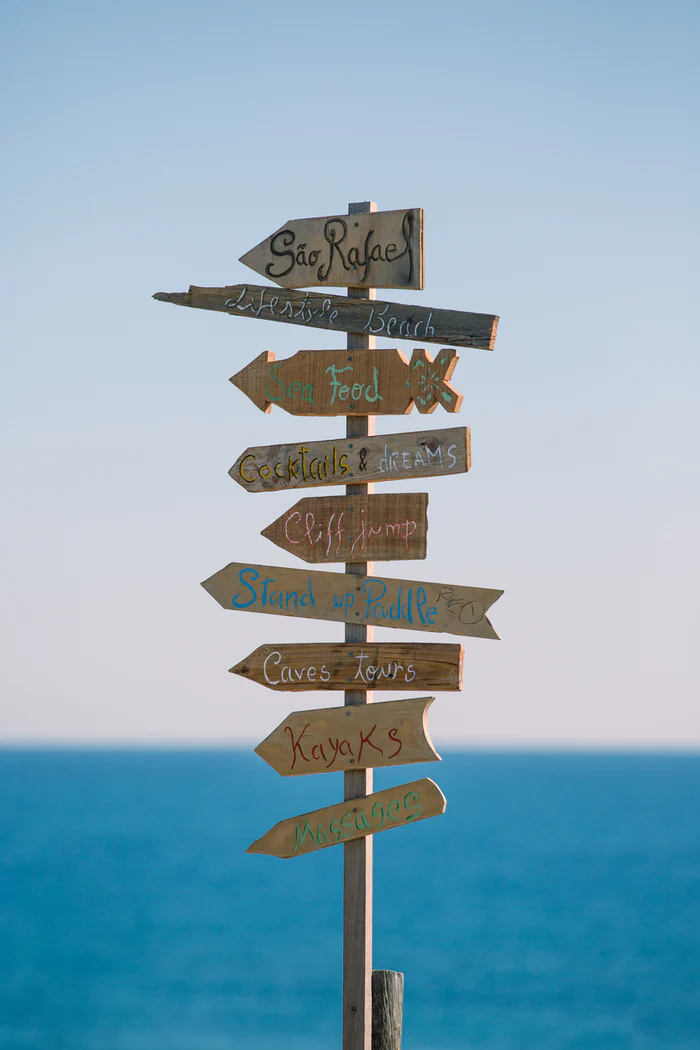 São Rafael
Lifestyle Beach
Sea Food
Cocktails & dREAMS
Cliff jump
Stand up Paddle
Caves tours
Kayaks
Massages